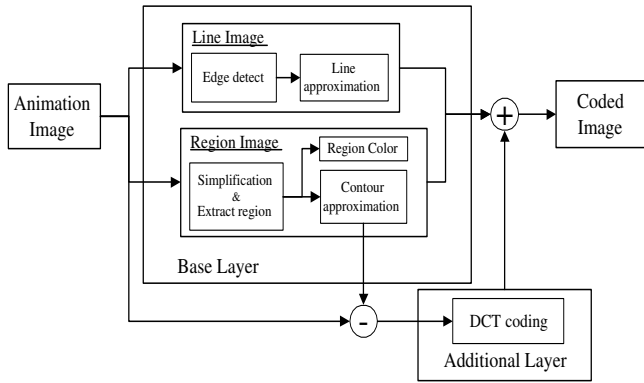 Line Image
Edge detect
Line
approximation
Animation
Image
+
Coded
Image
Region Image
Region Color
Simplification
&
Extract region
Contour
approximation
Base Layer
-
DCT coding
Additional Layer